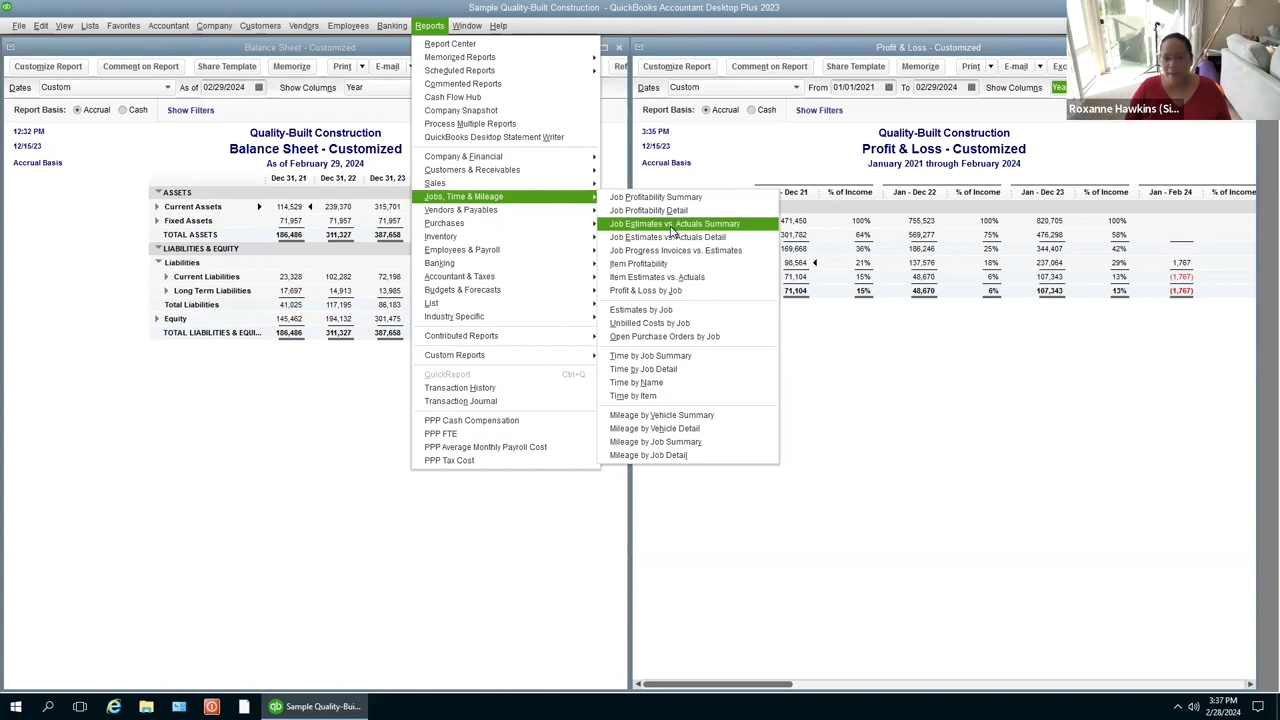 Sample Quality-Built Construction - QuickBooks Accountant Desktop Plus 2023
File Edit View Lists Favorites Accountant Company Customers Vendors Employees Banking Reports Window Help
Balance Sheet - Customized
Customize Report Comment on Report Share Template Memorize Print E-mail
Dates Custom As of 02/29/2024 Show Columns Year
Report Basis: Accrual Cash Show Filters
12:32 PM
12/15/23
Accrual Basis
Quality-Built Construction
Balance Sheet - Customized
As of February 29, 2024
Dec 31, 21 Dec 31, 22 Dec 31, 23
ASSETS
Current Assets 114,529 239,370 315,701
Fixed Assets 71,957 71,957 71,957
TOTAL ASSETS 186,486 311,327 387,658
LIABILITIES & EQUITY
Liabilities
Current Liabilities 23,328 102,282 72,198
Long Term Liabilities 17,697 14,913 13,985
Total Liabilities 41,025 117,195 86,183
Equity 145,462 194,132 301,475
TOTAL LIABILITIES & EQUI... 186,486 311,327 387,658
Report Center
Memorized Reports
Scheduled Reports
Commented Reports
Cash Flow Hub
Company Snapshot
Process Multiple Reports
QuickBooks Desktop Statement Writer
Company & Financial
Customers & Receivables
Sales
Jobs, Time & Mileage
Vendors & Payables
Purchases
Inventory
Employees & Payroll
Banking
Accountant & Taxes
Budgets & Forecasts
List
Industry Specific
Contributed Reports
Custom Reports
QuickReport Ctrl+Q
Transaction History
Transaction Journal
PPP Cash Compensation
PPP FTE
PPP Average Monthly Payroll Cost
PPP Tax Cost
Job Profitability Summary
Job Profitability Detail
Job Estimates vs. Actuals Summary
Job Estimates vs. Actuals Detail
Job Progress Invoices vs. Estimates
Item Profitability
Item Estimates vs. Actuals
Profit & Loss by Job
Estimates by Job
Unbilled Costs by Job
Open Purchase Orders by Job
Time by Job Summary
Time by Job Detail
Time by Name
Time by Item
Mileage by Vehicle Summary
Mileage by Vehicle Detail
Mileage by Job Summary
Mileage by Job Detail
Ref
Profit & Loss - Customized
Customize Report Comment on Report Share Template Memorize Print E-mail Exc
Dates Custom From 01/01/2021 To 02/29/2024 Show Columns Yea
Report Basis: Accrual Cash Show Filters
3:35 PM
12/15/23
Accrual Basis
Quality-Built Construction
Profit & Loss - Customized
January 2021 through February 2024
Dec 21 % of Income Jan - Dec 22 % of Income Jan - Dec 23 % of Income Jan - Feb 24 % of Income
471,450 100% 755,523 100% 820,705 100%
301,782 64% 569,277 75% 476,298 58%
169,668 36% 186,246 25% 344,407 42%
98,564 21% 137,576 18% 237,064 29% 1,767
71,104 15% 48,670 6% 107,343 13% (1,767)
71,104 15% 48,670 6% 107,343 13% (1,767)
Roxanne Hawkins (Si...
Sample Quality-Bui...
3:37 PM
2/28/2024